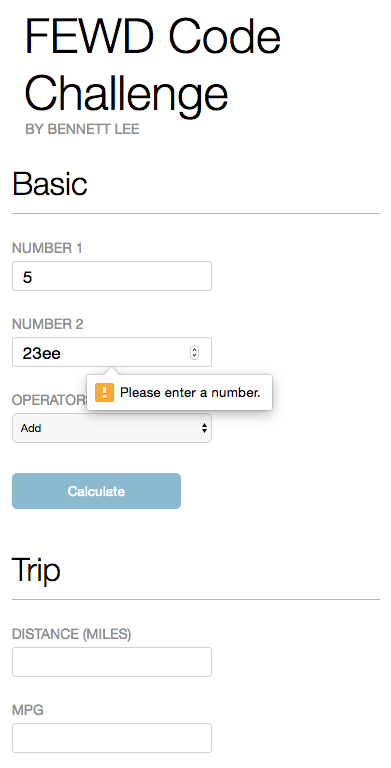 FEWD Code
Challenge
BY BENNETT LEE
Basic
NUMBER 1
5
NUMBER 2
23ee
Please enter a number.
OPERATORS
Add
Calculate
Trip
DISTANCE (MILES)
MPG